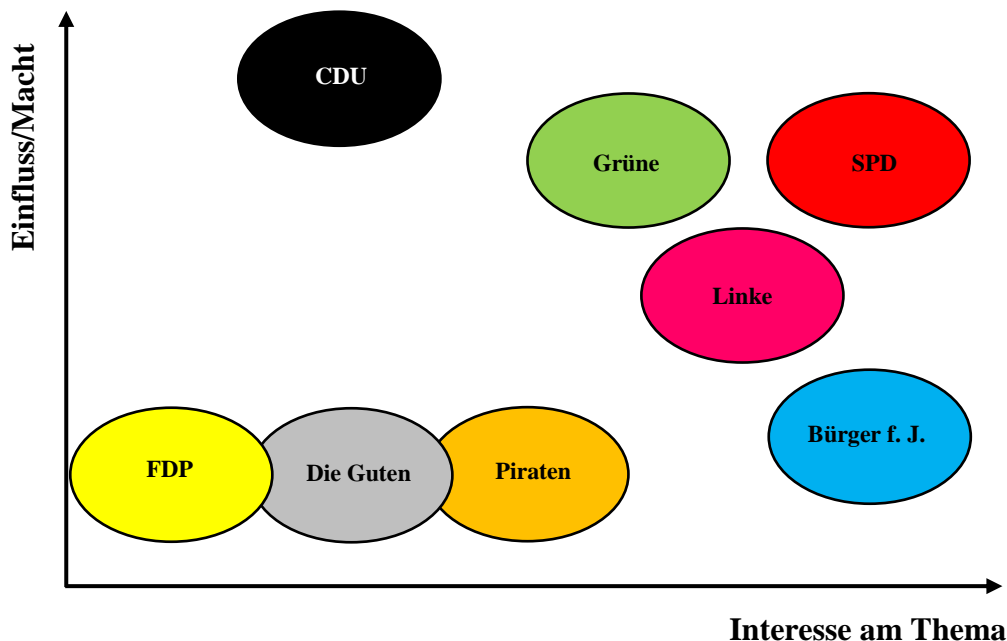 Einfluss/Macht
CDU
Grüne
SPD
Linke
Bürger f. J.
FDP
Die Guten
Piraten
Interesse am Thema